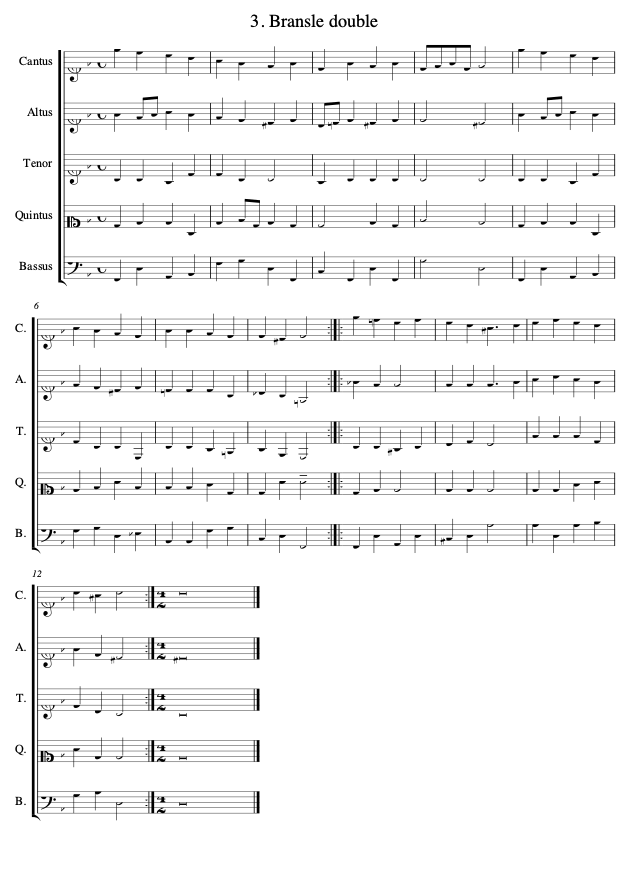 3. Bransle double
Cantus
Altus
Tenor
Quintus
Bassus
6
C.
A.
T.
Q.
B.
12
C.
A.
T.
Q.
B.